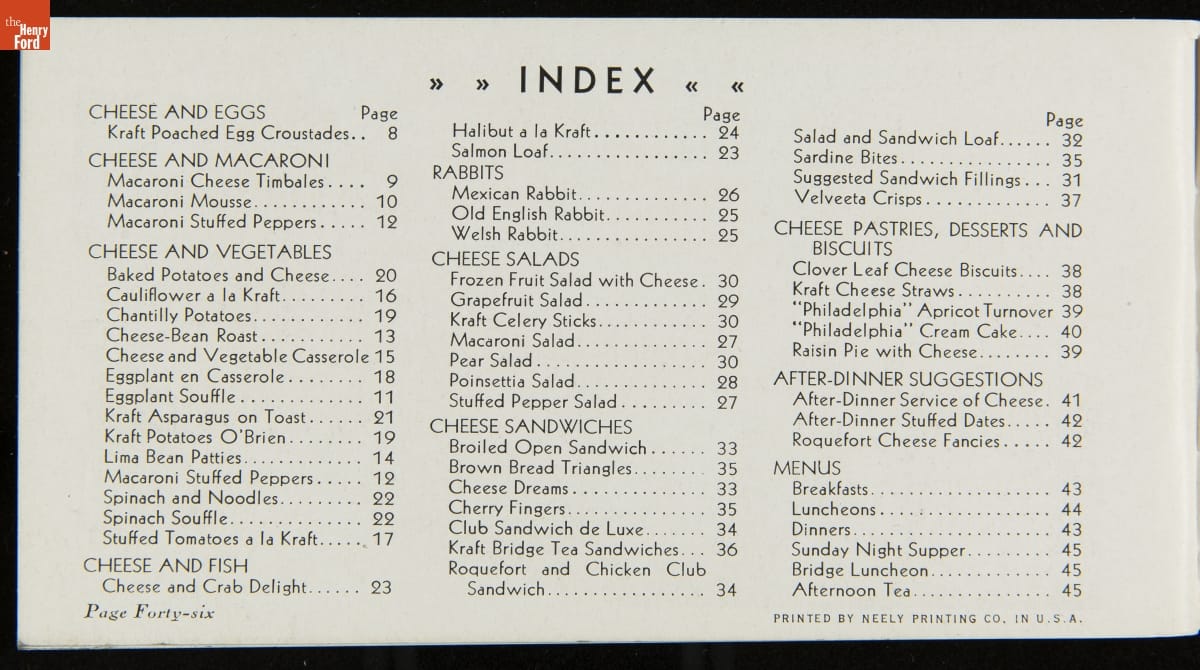 the
Henry
Ford
» » INDEX « «
CHEESE AND EGGS Page
Kraft Poached Egg Croustades.. 8
CHEESE AND MACARONI
Macaroni Cheese Timbales.... 9
Macaroni Mousse............ 10
Macaroni Stuffed Peppers..... 12
CHEESE AND VEGETABLES
Baked Potatoes and Cheese.... 20
Cauliflower a la Kraft......... 16
Chantilly Potatoes............ 19
Cheese-Bean Roast........... 13
Cheese and Vegetable Casserole 15
Eggplant en Casserole........ 18
Eggplant Souffle............. 11
Kraft Asparagus on Toast...... 21
Kraft Potatoes O'Brien........ 19
Lima Bean Patties............ 14
Macaroni Stuffed Peppers..... 12
Spinach and Noodles......... 22
Spinach Souffle.............. 22
Stuffed Tomatoes a la Kraft..... 17
CHEESE AND FISH
Cheese and Crab Delight...... 23
Page Forty-six
Page
Halibut a la Kraft............ 24
Salmon Loaf................ 23
RABBITS
Mexican Rabbit.............. 26
Old English Rabbit........... 25
Welsh Rabbit................ 25
CHEESE SALADS
Frozen Fruit Salad with Cheese. 30
Grapefruit Salad............. 29
Kraft Celery Sticks............ 30
Macaroni Salad.............. 27
Pear Salad.................. 30
Poinsettia Salad.............. 28
Stuffed Pepper Salad......... 27
CHEESE SANDWICHES
Broiled Open Sandwich...... 33
Brown Bread Triangles........ 35
Cheese Dreams.............. 33
Cherry Fingers............... 35
Club Sandwich de Luxe....... 34
Kraft Bridge Tea Sandwiches... 36
Roquefort and Chicken Club
Sandwich................. 34
Page
Salad and Sandwich Loaf...... 32
Sardine Bites................ 35
Suggested Sandwich Fillings... 31
Velveeta Crisps............. 37
CHEESE PASTRIES, DESSERTS AND
BISCUITS
Clover Leaf Cheese Biscuits.... 38
Kraft Cheese Straws.......... 38
"Philadelphia" Apricot Turnover 39
"Philadelphia" Cream Cake.... 40
Raisin Pie with Cheese........ 39
AFTER-DINNER SUGGESTIONS
After-Dinner Service of Cheese. 41
After-Dinner Stuffed Dates..... 42
Roquefort Cheese Fancies..... 42
MENUS
Breakfasts................... 43
Luncheons.................. 44
Dinners..................... 43
Sunday Night Supper......... 45
Bridge Luncheon............. 45
Afternoon Tea............... 45
PRINTED BY NEELY PRINTING CO. IN U.S.A.